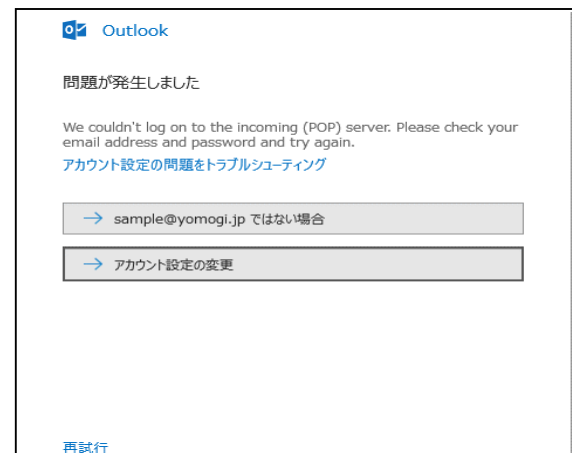 Outlook
問題が発生しました
We couldn't log on to the incoming (POP) server. Please check your
email address and password and try again.
アカウント設定の問題をトラブルシューティング
→ sample@yomogi.jp ではない場合
→ アカウント設定の変更
再試行